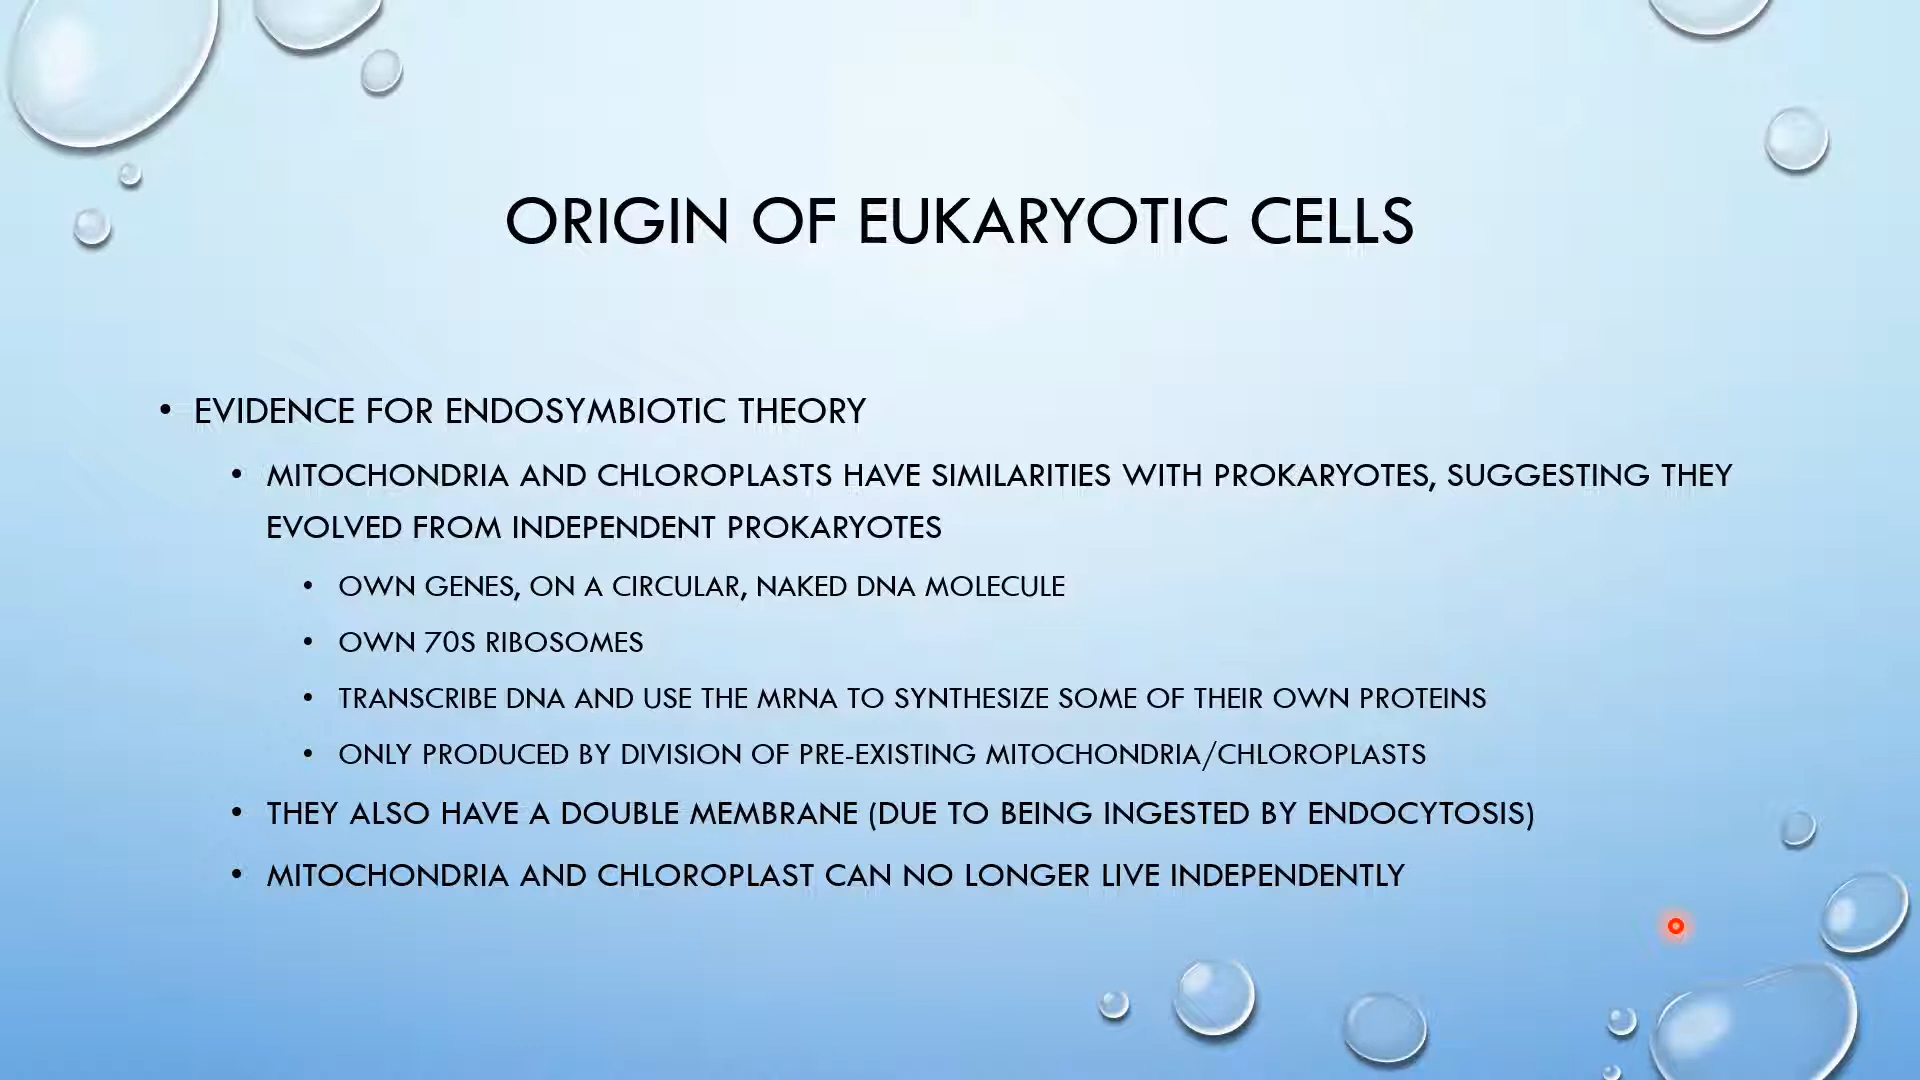 ORIGIN OF EUKARYOTIC CELLS
• EVIDENCE FOR ENDOSYMBIOTIC THEORY
• MITOCHONDRIA AND CHLOROPLASTS HAVE SIMILARITIES WITH PROKARYOTES, SUGGESTING THEY
EVOLVED FROM INDEPENDENT PROKARYOTES
• OWN GENES, ON A CIRCULAR, NAKED DNA MOLECULE
• OWN 70S RIBOSOMES
• TRANSCRIBE DNA AND USE THE MRNA TO SYNTHESIZE SOME OF THEIR OWN PROTEINS
• ONLY PRODUCED BY DIVISION OF PRE-EXISTING MITOCHONDRIA/CHLOROPLASTS
• THEY ALSO HAVE A DOUBLE MEMBRANE (DUE TO BEING INGESTED BY ENDOCYTOSIS)
• MITOCHONDRIA AND CHLOROPLAST CAN NO LONGER LIVE INDEPENDENTLY